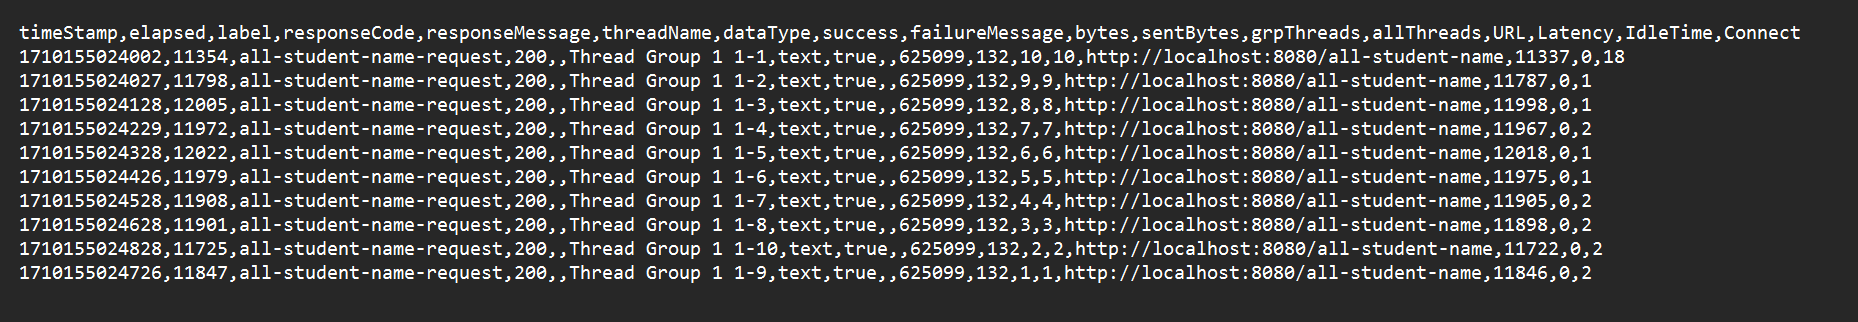 timeStamp,elapsed,label,responseCode,responseMessage,threadName,dataType,success,failureMessage,bytes,sentBytes,grpThreads,allThreads,URL,Latency,IdleTime,Connect
1710155024002,11354,all-student-name-request,200,,Thread Group 1 1-1,text,true,,625099,132,10,10,http://localhost:8080/all-student-name,11337,0,18
1710155024027,11798,all-student-name-request,200,,Thread Group 1 1-2,text,true,,625099,132,9,9,http://localhost:8080/all-student-name,11787,0,1
1710155024128,12005,all-student-name-request,200,,Thread Group 1 1-3,text,true,,625099,132,8,8,http://localhost:8080/all-student-name,11998,0,1
1710155024229,11972,all-student-name-request,200,,Thread Group 1 1-4,text,true,,625099,132,7,7,http://localhost:8080/all-student-name,11967,0,2
1710155024328,12022,all-student-name-request,200,,Thread Group 1 1-5,text,true,,625099,132,6,6,http://localhost:8080/all-student-name,12018,0,1
1710155024426,11979,all-student-name-request,200,,Thread Group 1 1-6,text,true,,625099,132,5,5,http://localhost:8080/all-student-name,11975,0,1
1710155024528,11908,all-student-name-request,200,,Thread Group 1 1-7,text,true,,625099,132,4,4,http://localhost:8080/all-student-name,11905,0,2
1710155024628,11901,all-student-name-request,200,,Thread Group 1 1-8,text,true,,625099,132,3,3,http://localhost:8080/all-student-name,11898,0,2
1710155024828,11725,all-student-name-request,200,,Thread Group 1 1-10,text,true,,625099,132,2,2,http://localhost:8080/all-student-name,11722,0,2
1710155024726,11847,all-student-name-request,200,,Thread Group 1 1-9,text,true,,625099,132,1,1,http://localhost:8080/all-student-name,11846,0,2